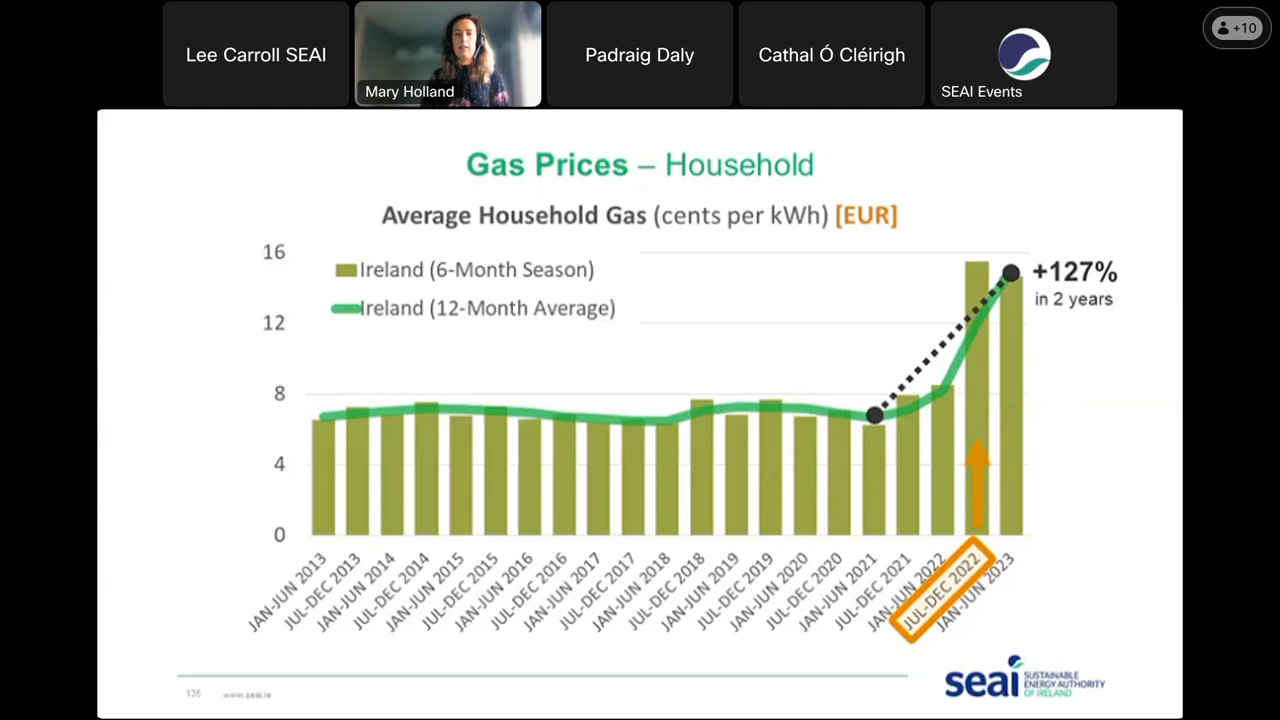 Lee Carroll SEAI
Mary Holland
Padraig Daly
Cathal Ó Cléirigh
SEAI Events
+10
Gas Prices – Household
Average Household Gas (cents per kWh) [EUR]
16
12
8
4
0
Ireland (6-Month Season)
Ireland (12-Month Average)
+127%
in 2 years
JAN-JUN 2013
JUL-DEC 2013
JAN-JUN 2014
JUL-DEC 2014
JAN-JUN 2015
JUL-DEC 2015
JAN-JUN 2016
JUL-DEC 2016
JAN-JUN 2017
JUL-DEC 2017
JAN-JUN 2018
JUL-DEC 2018
JAN-JUN 2019
JUL-DEC 2019
JAN-JUN 2020
JUL-DEC 2020
JAN-JUN 2021
JUL-DEC 2021
JAN-JUN 2022
JUL-DEC 2022
JAN-JUN 2023
www.seai.ie
seai
SUSTAINABLE
ENERGY AUTHORITY
OF IRELAND